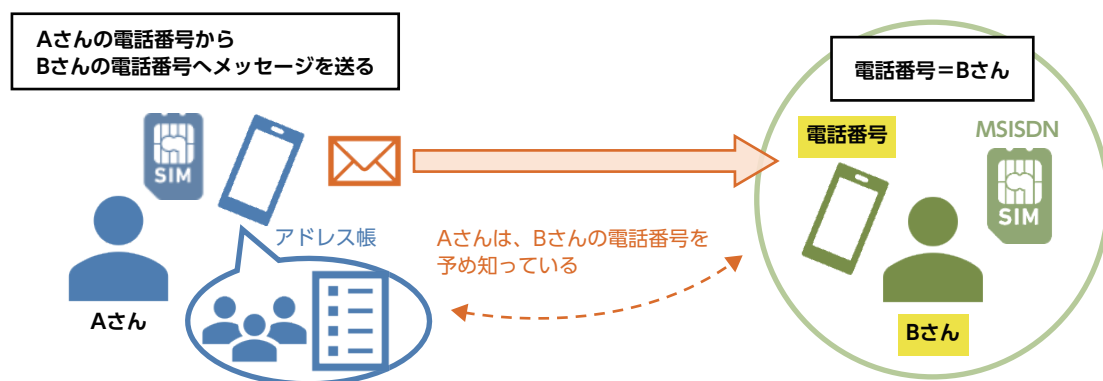 Aさんの電話番号から
Bさんの電話番号へメッセージを送る
電話番号=Bさん
電話番号
MSISDN
SIM
SIM
アドレス帳
Aさんは、Bさんの電話番号を
予め知っている
Aさん
Bさん